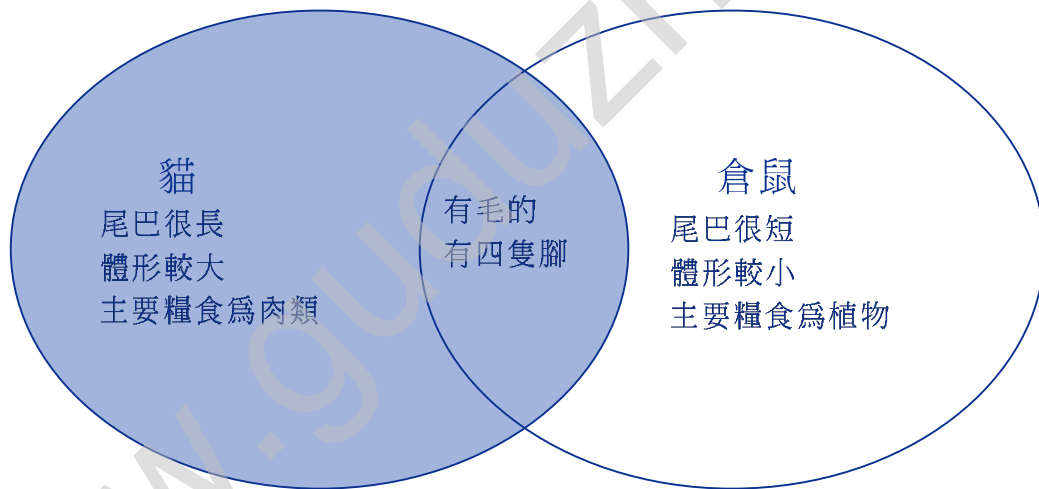 貓
尾巴很長
體形較大
主要糧食爲肉類
有毛的
有四隻腳
倉鼠
尾巴很短
體形較小
主要糧食爲植物